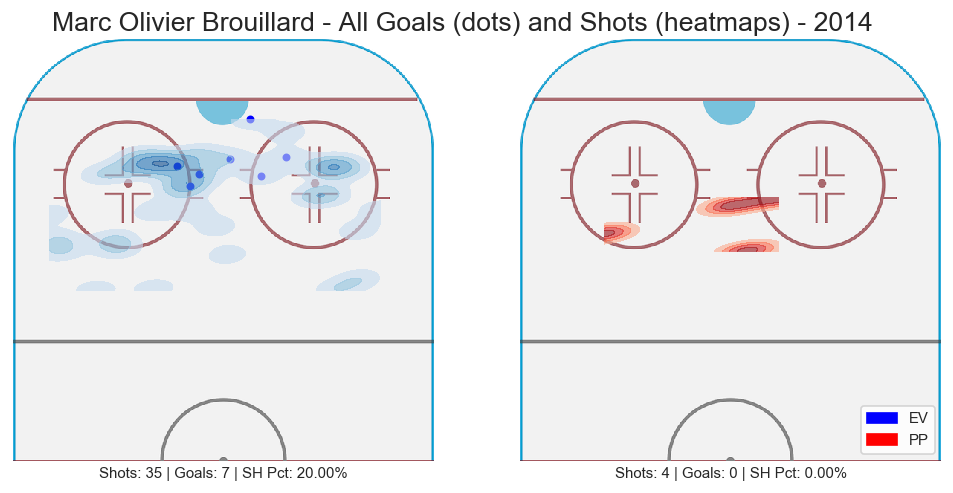 Marc Olivier Brouillard - All Goals (dots) and Shots (heatmaps) - 2014
EV
PP
Shots: 35 | Goals: 7 | SH Pct: 20.00%
Shots: 4 | Goals: 0 | SH Pct: 0.00%